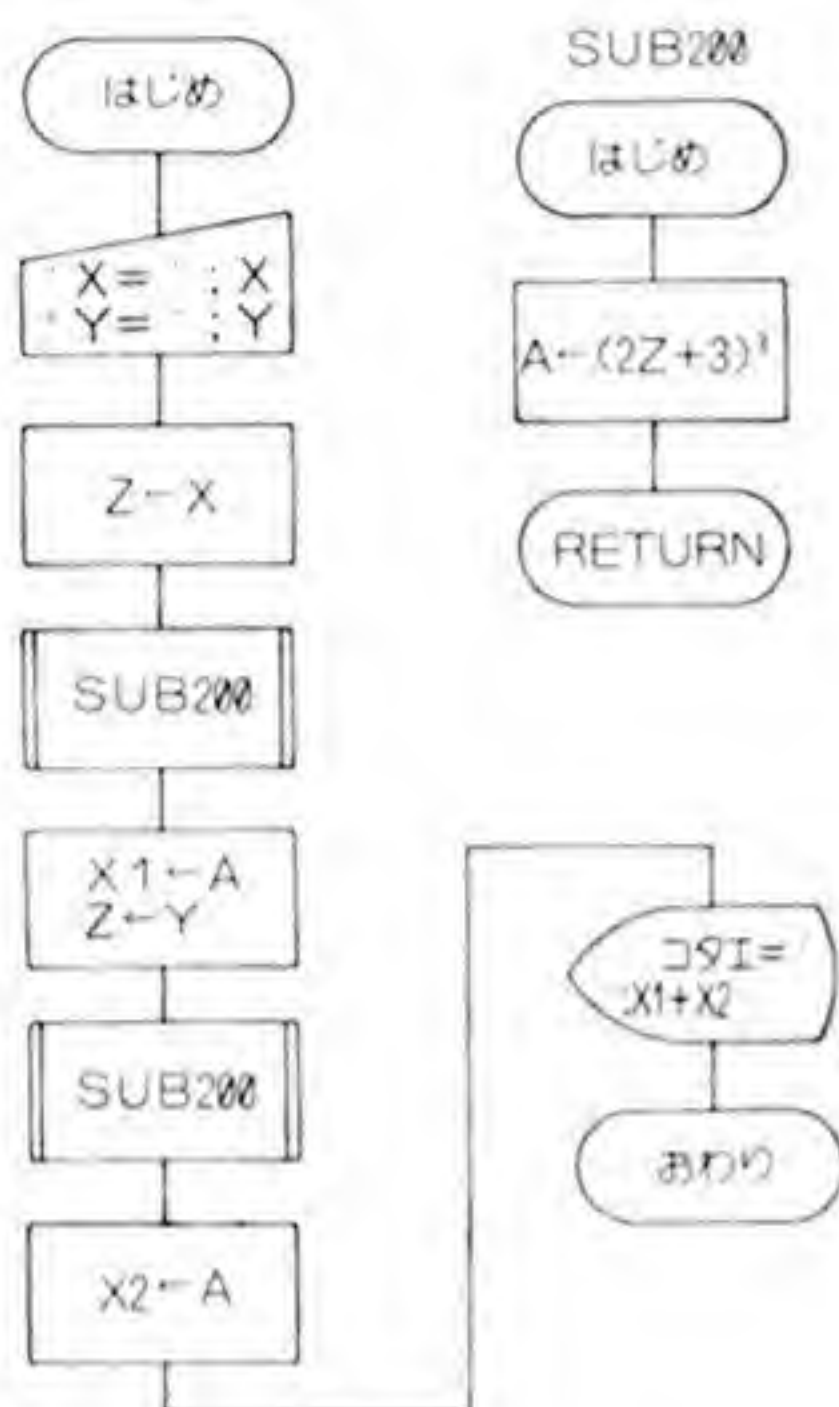 はじめ
X= : X
Y= : Y
Z←X
SUB200
X1←A
Z←Y
SUB200
X2←A
SUB200
はじめ
A←(2Z+3)³
RETURN
コタエ=
:X1+X2
おわり